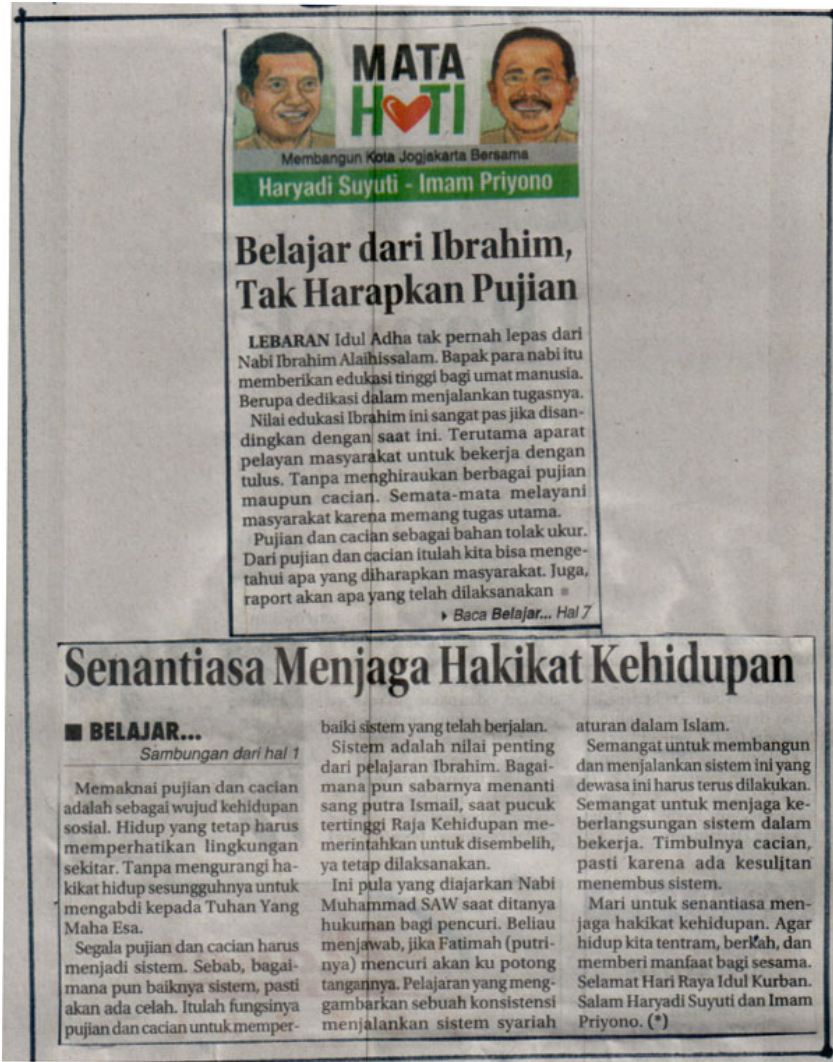 MATA
HATI
Membangun Kota Jogjakarta Bersama
Haryadi Suyuti - Imam Priyono
Belajar dari Ibrahim,
Tak Harapkan Pujian
LEBARAN Idul Adha tak pernah lepas dari
Nabi Ibrahim Alaihissalam. Bapak para nabi itu
memberikan edukasi tinggi bagi umat manusia.
Berupa dedikasi dalam menjalankan tugasnya.
Nilai edukasi Ibrahim ini sangat pas jika disan-
dingkan dengan saat ini. Terutama aparat
pelayan masyarakat untuk bekerja dengan
tulus. Tanpa menghiraukan berbagai pujian
maupun cacian. Semata-mata melayani
masyarakat karena memang tugas utama.
Pujian dan cacian sebagai bahan tolak ukur.
Dari pujian dan cacian itulah kita bisa menge-
tahui apa yang diharapkan masyarakat. Juga,
raport akan apa yang telah dilaksanakan ■
▸ Baca Belajar... Hal 7
Senantiasa Menjaga Hakikat Kehidupan
■ BELAJAR...
Sambungan dari hal 1
Memaknai pujian dan cacian
adalah sebagai wujud kehidupan
sosial. Hidup yang tetap harus
memperhatikan lingkungan
sekitar. Tanpa mengurangi ha-
kikat hidup sesungguhnya untuk
mengabdi kepada Tuhan Yang
Maha Esa.
Segala pujian dan cacian harus
menjadi sistem. Sebab, bagai-
mana pun baiknya sistem, pasti
akan ada celah. Itulah fungsinya
pujian dan cacian untuk memper-
baiki sistem yang telah berjalan.
Sistem adalah nilai penting
dari pelajaran Ibrahim. Bagai-
mana pun sabarnya menanti
sang putra Ismail, saat pucuk
tertinggi Raja Kehidupan me-
merintahkan untuk disembelih,
ya tetap dilaksanakan.
Ini pula yang diajarkan Nabi
Muhammad SAW saat ditanya
hukuman bagi pencuri. Beliau
menjawab, jika Fatimah (putri-
nya) mencuri akan ku potong
tangannya. Pelajaran yang meng-
gambarkan sebuah konsistensi
menjalankan sistem syariah
aturan dalam Islam.
Semangat untuk membangun
dan menjalankan sistem ini yang
dewasa ini harus terus dilakukan.
Semangat untuk menjaga ke-
berlangsungan sistem dalam
bekerja. Timbulnya cacian,
pasti karena ada kesulitan
menembus sistem.
Mari untuk senantiasa men-
jaga hakikat kehidupan. Agar
hidup kita tentram, berkah, dan
memberi manfaat bagi sesama.
Selamat Hari Raya Idul Kurban.
Salam Haryadi Suyuti dan Imam
Priyono. (*)